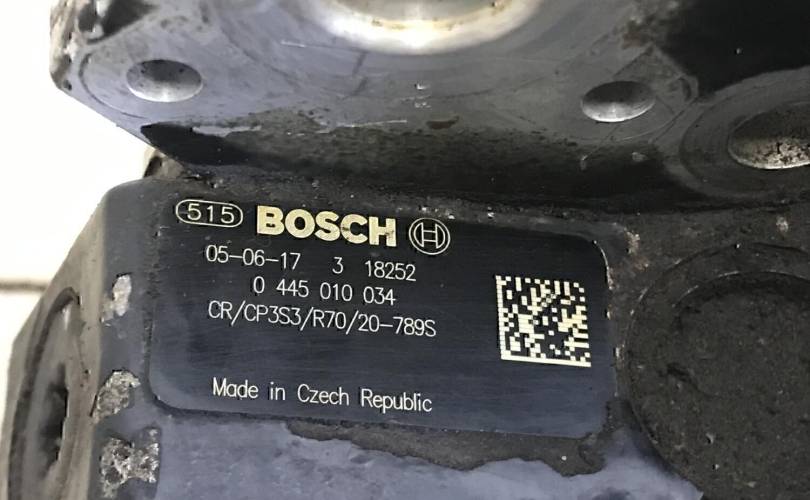 515 BOSCH
05-06-17 3 18252
0 445 010 034
CR/CP3S3/R70/20-789S
Made in Czech Republic